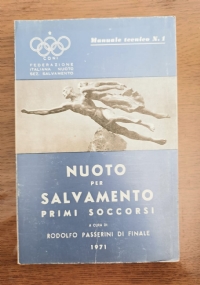 Manuale tecnico N. 1
FEDERAZIONE
ITALIANA NUOTO
SEZ. SALVAMENTO
NUOTO
PER
SALVAMENTO
PRIMI SOCCORSI
a cura di
RODOLFO PASSERINI DI FINALE
1971